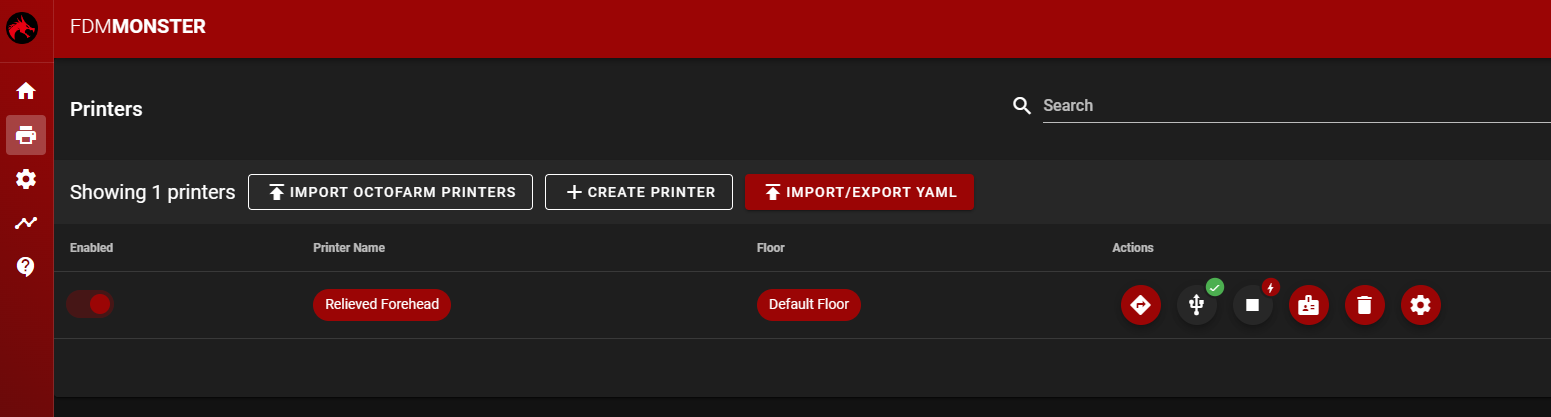 FDMMONSTER
Printers
Search
Showing 1 printers
IMPORT OCTOFARM PRINTERS
CREATE PRINTER
IMPORT/EXPORT YAML
Enabled
Printer Name
Floor
Actions
Relieved Forehead
Default Floor